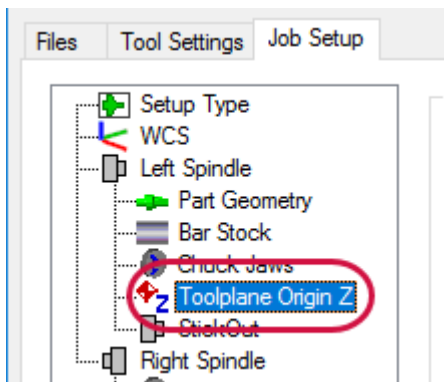 Files Tool Settings Job Setup
Setup Type
WCS
Left Spindle
Part Geometry
Bar Stock
Chuck Jaws
Toolplane Origin Z
StickOut
Right Spindle